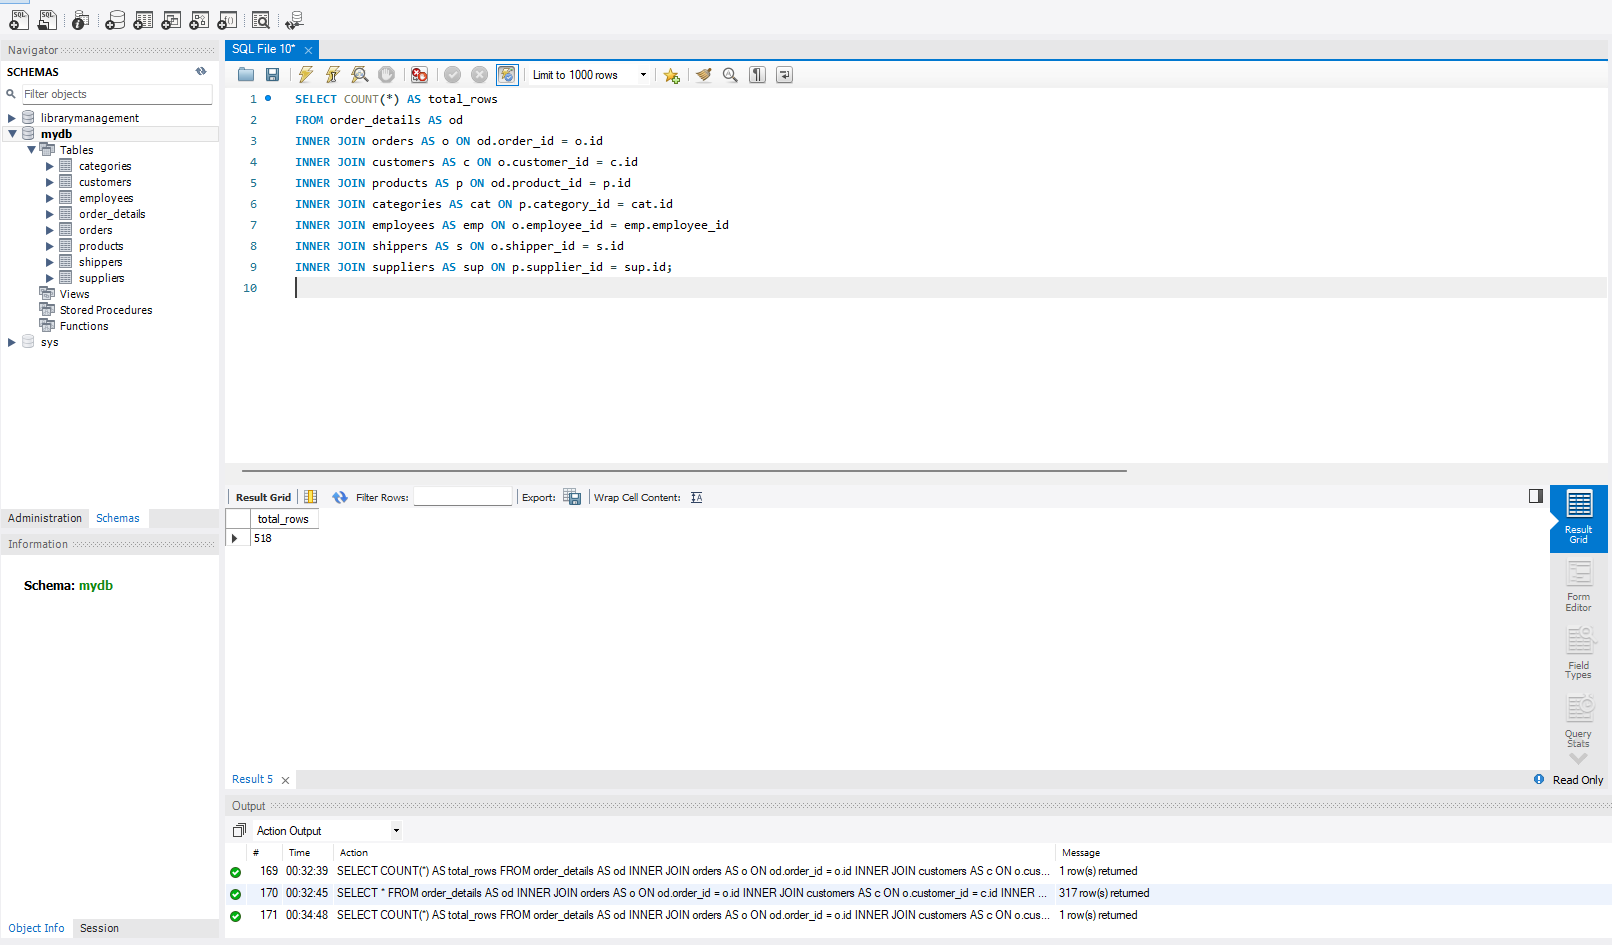 Navigator
SCHEMAS
Filter objects
librarymanagement
mydb
Tables
categories
customers
employees
order_details
orders
products
shippers
suppliers
Views
Stored Procedures
Functions
sys
Administration Schemas
Information
Schema: mydb
Object Info Session
SQL File 10*
Limit to 1000 rows
1 SELECT COUNT(*) AS total_rows
2 FROM order_details AS od
3 INNER JOIN orders AS o ON od.order_id = o.id
4 INNER JOIN customers AS c ON o.customer_id = c.id
5 INNER JOIN products AS p ON od.product_id = p.id
6 INNER JOIN categories AS cat ON p.category_id = cat.id
7 INNER JOIN employees AS emp ON o.employee_id = emp.employee_id
8 INNER JOIN shippers AS s ON o.shipper_id = s.id
9 INNER JOIN suppliers AS sup ON p.supplier_id = sup.id;
10
Result Grid Filter Rows: Export: Wrap Cell Content:
total_rows
518
Result
Grid
Form
Editor
Field
Types
Query
Stats
Result 5
Read Only
Output
Action Output
# Time Action Message
169 00:32:39 SELECT COUNT(*) AS total_rows FROM order_details AS od INNER JOIN orders AS o ON od.order_id = o.id INNER JOIN customers AS c ON o.cus... 1 row(s) returned
170 00:32:45 SELECT * FROM order_details AS od INNER JOIN orders AS o ON od.order_id = o.id INNER JOIN customers AS c ON o.customer_id = c.id INNER ... 317 row(s) returned
171 00:34:48 SELECT COUNT(*) AS total_rows FROM order_details AS od INNER JOIN orders AS o ON od.order_id = o.id INNER JOIN customers AS c ON o.cus... 1 row(s) returned